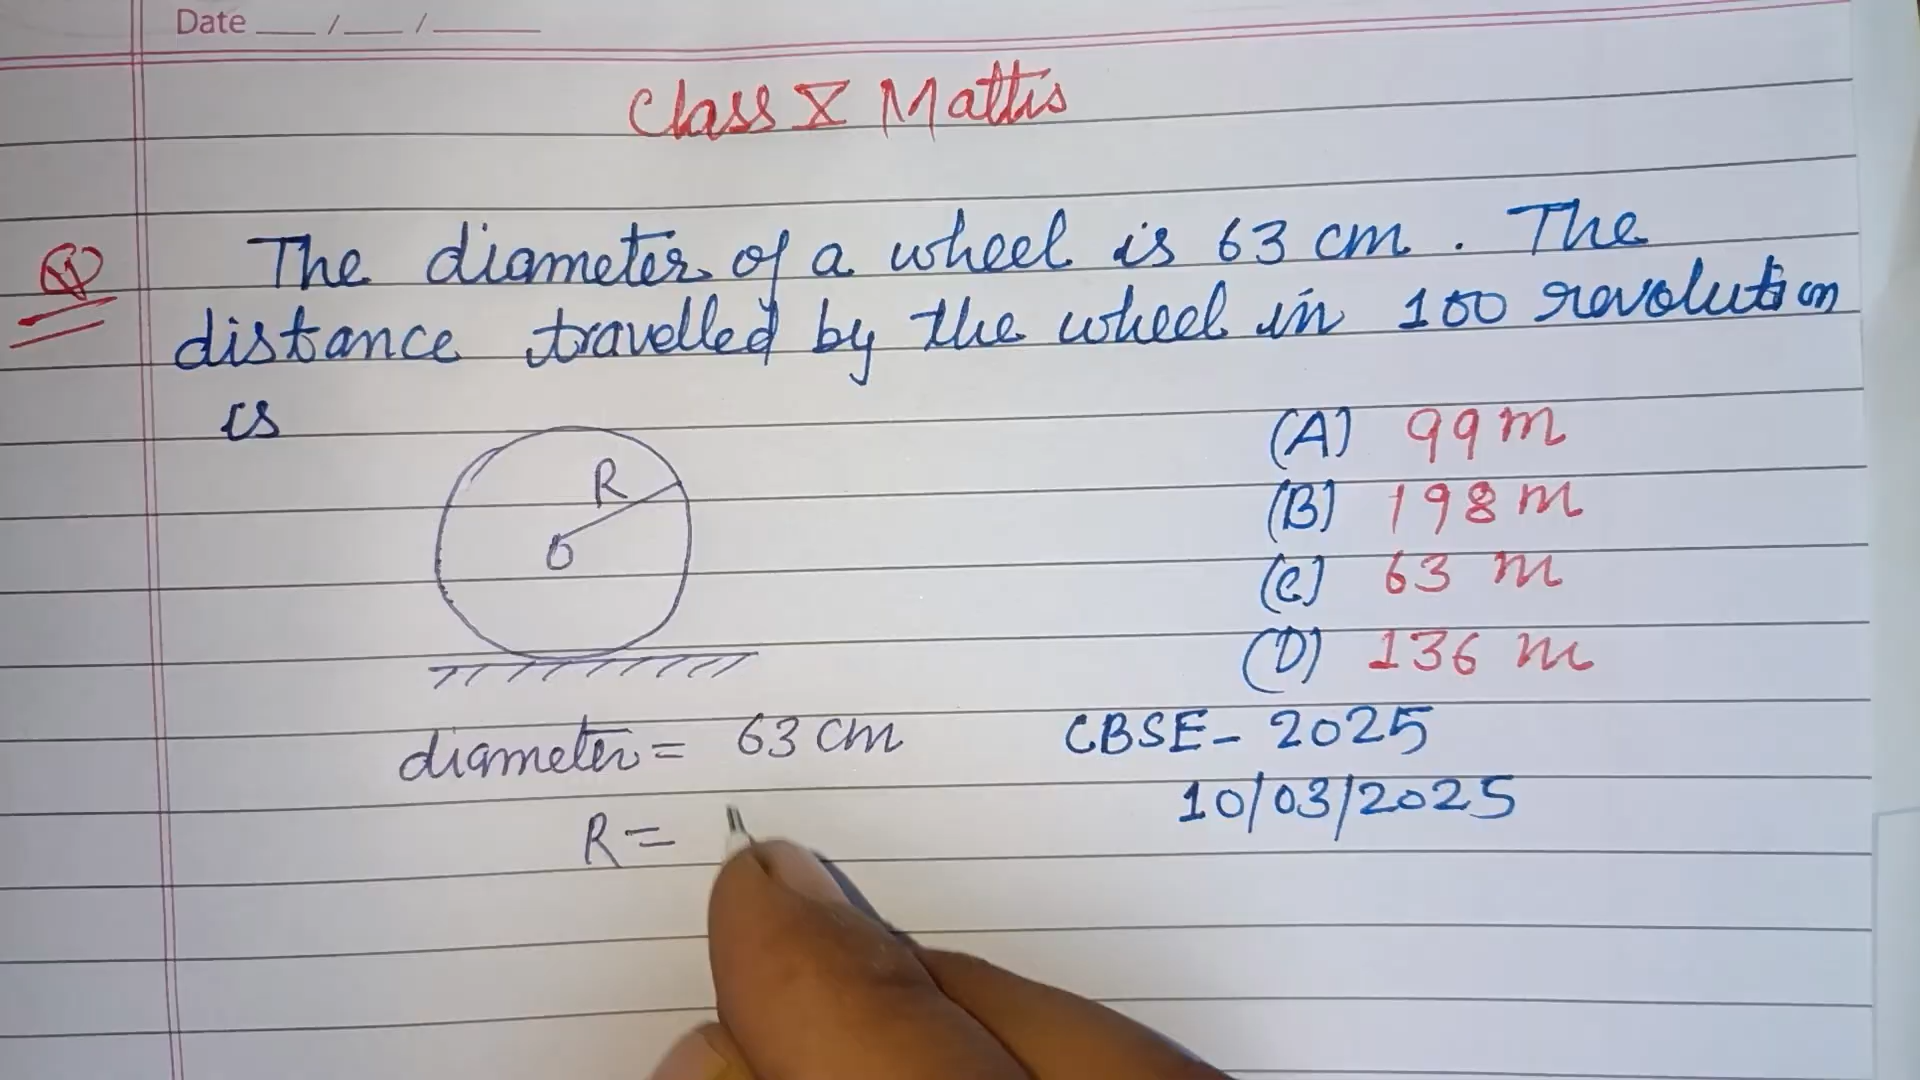 Date ___/___/______
Class X Maths
Q The diameter of a wheel is 63 cm. The
distance travelled by the wheel in 100 revolution
is
(A) 99 m
R
(B) 198 m
O
(C) 63 m
(D) 136 m
diameter = 63 cm
CBSE- 2025
R =
10/03/2025